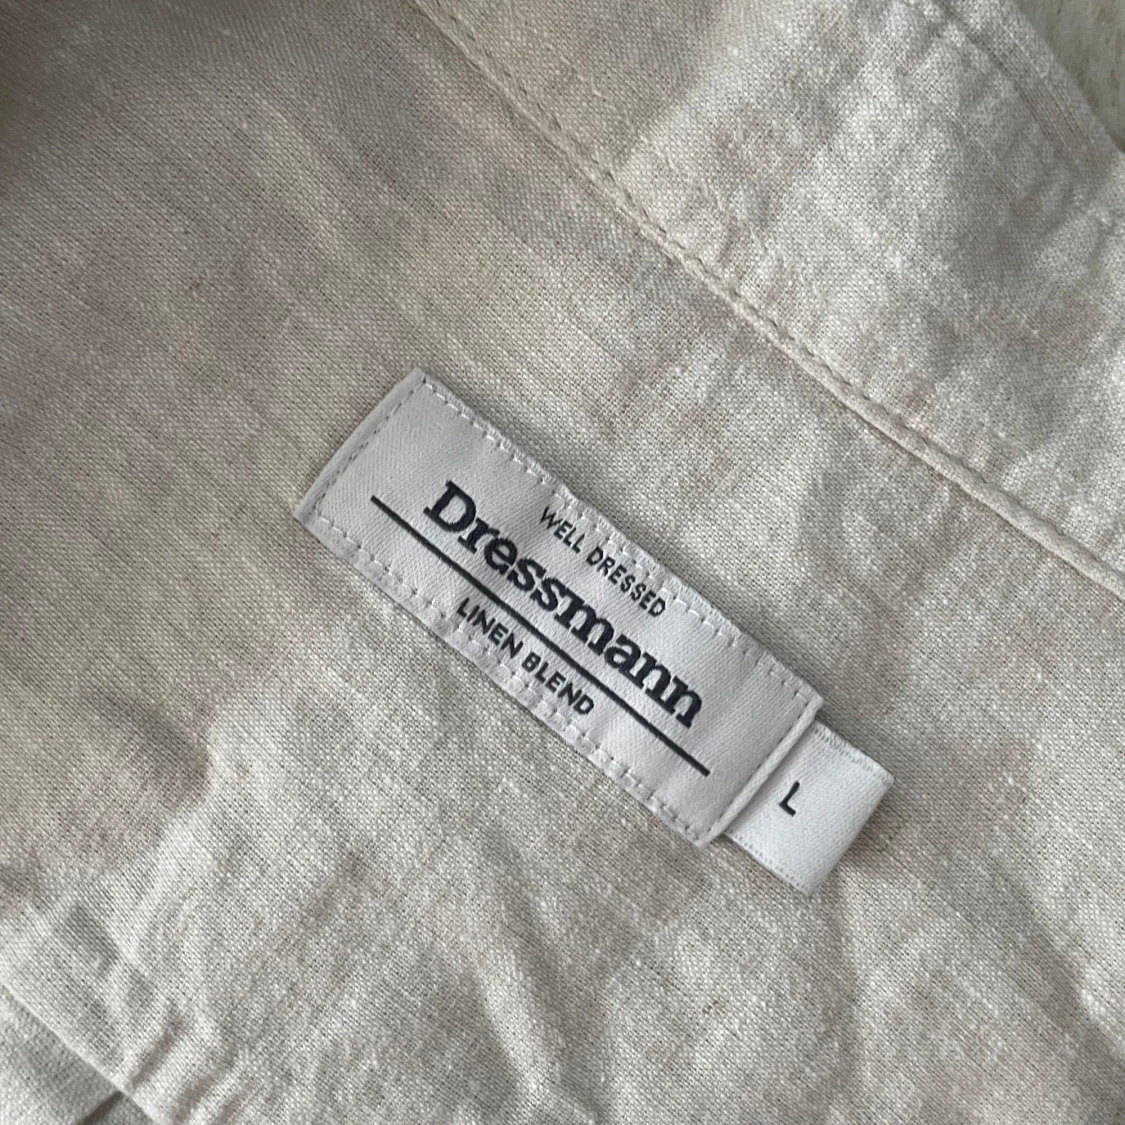 WELL DRESSED
Dressmann
LINEN BLEND
L